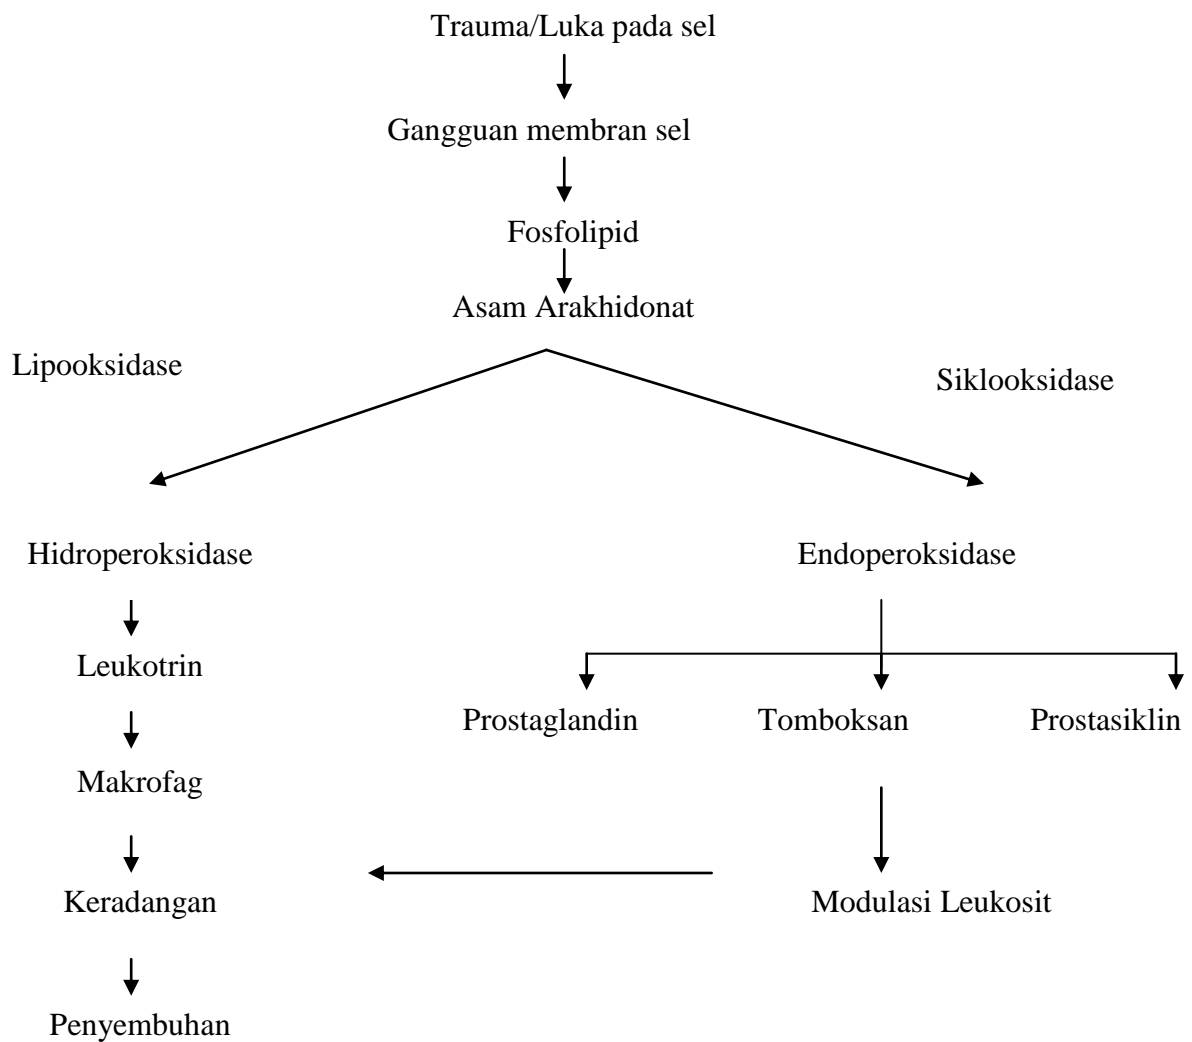 Trauma/Luka pada sel
Gangguan membran sel
Fosfolipid
Asam Arakhidonat
Lipooksidase
Siklooksidase
Hidroperoksidase
Endoperoksidase
Leukotrin
Prostaglandin
Tomboksan
Prostasiklin
Makrofag
Keradangan
Modulasi Leukosit
Penyembuhan